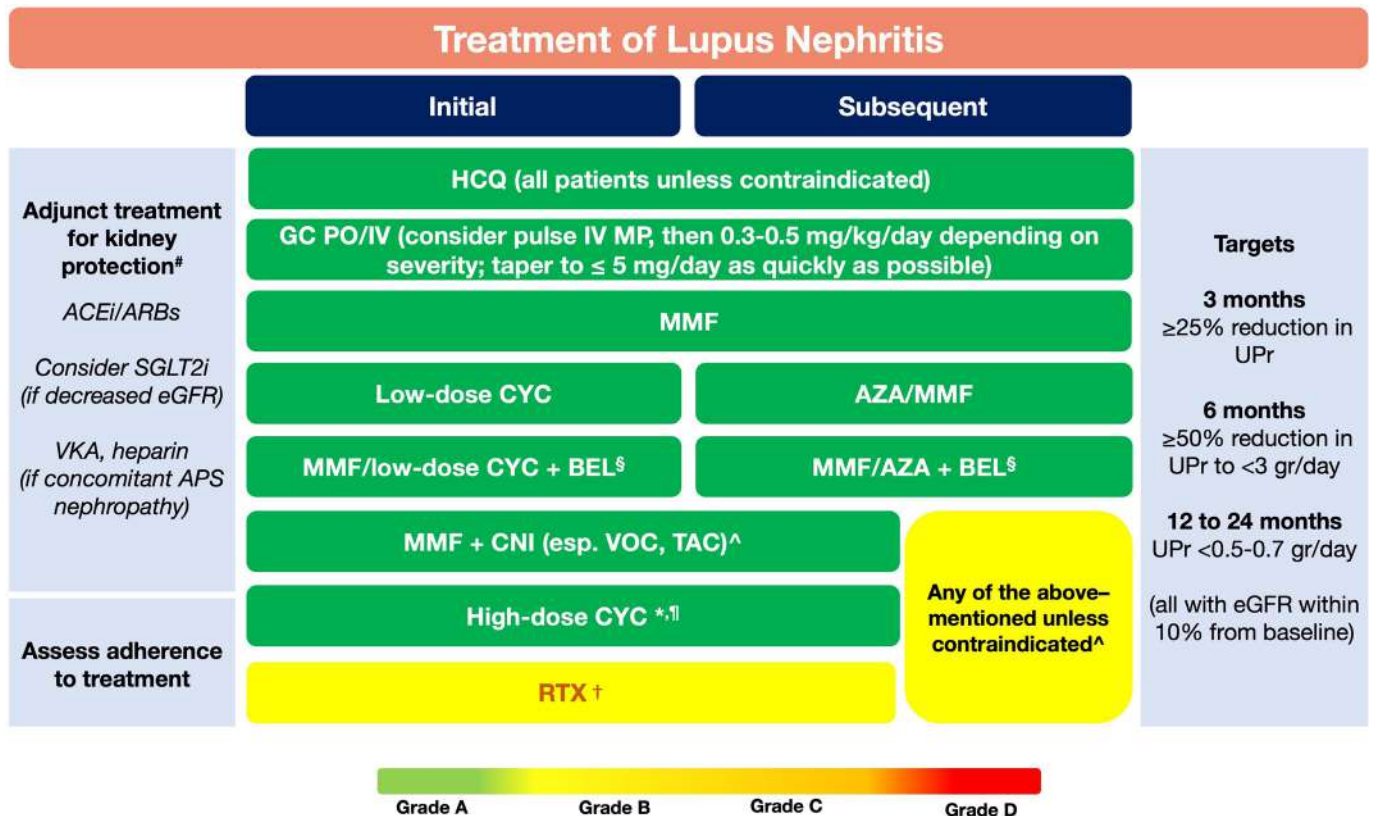 Treatment of Lupus Nephritis
Initial
Subsequent
Adjunct treatment
for kidney
protection#
ACEi/ARBs
Consider SGLT2i
(if decreased eGFR)
VKA, heparin
(if concomitant APS
nephropathy)
Assess adherence
to treatment
HCQ (all patients unless contraindicated)
GC PO/IV (consider pulse IV MP, then 0.3-0.5 mg/kg/day depending on
severity; taper to ≤ 5 mg/day as quickly as possible)
MMF
Low-dose CYC
AZA/MMF
MMF/low-dose CYC + BEL§
MMF/AZA + BEL§
MMF + CNI (esp. VOC, TAC)^
High-dose CYC *,¶
RTX †
Any of the above–
mentioned unless
contraindicated^
Targets
3 months
≥25% reduction in
UPr
6 months
≥50% reduction in
UPr to <3 gr/day
12 to 24 months
UPr <0.5-0.7 gr/day
(all with eGFR within
10% from baseline)
Grade A
Grade B
Grade C
Grade D